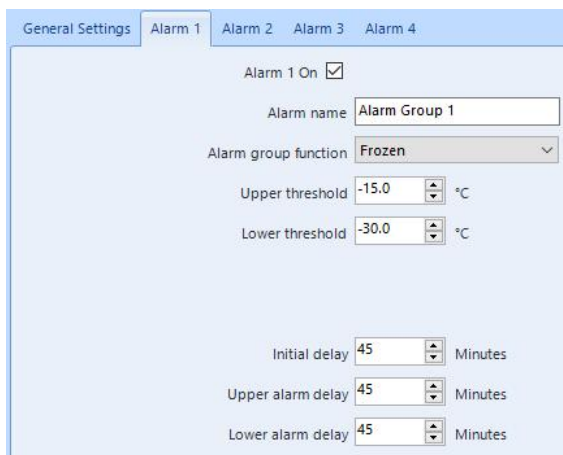 General Settings Alarm 1 Alarm 2 Alarm 3 Alarm 4
Alarm 1 On
Alarm name Alarm Group 1
Alarm group function Frozen
Upper threshold -15.0 °C
Lower threshold -30.0 °C
Initial delay 45 Minutes
Upper alarm delay 45 Minutes
Lower alarm delay 45 Minutes